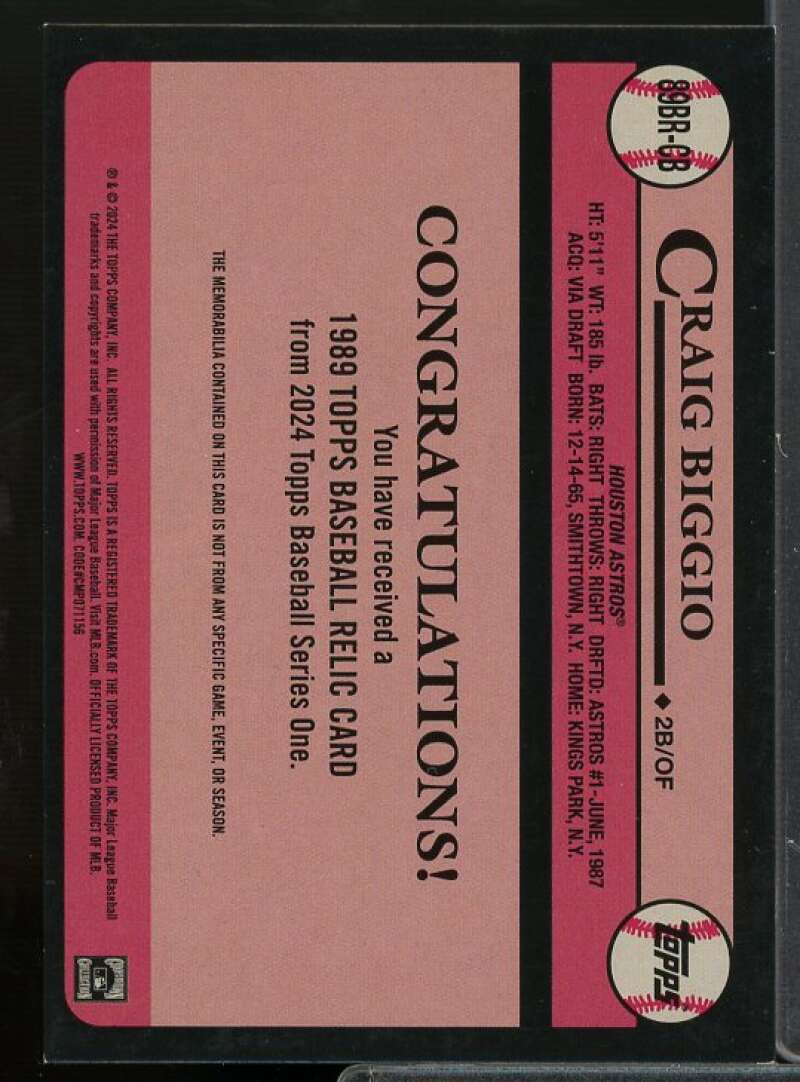 89BR-CB
CRAIG BIGGIO ◆ 2B/OF
topps
HOUSTON ASTROS®
HT: 5'11" WT: 185 lb. BATS: RIGHT THROWS: RIGHT DRFTD: ASTROS #1-JUNE, 1987
ACQ: VIA DRAFT BORN: 12-14-65, SMITHTOWN, N.Y. HOME: KINGS PARK, N.Y.
CONGRATULATIONS!
You have received a
1989 TOPPS BASEBALL RELIC CARD
from 2024 Topps Baseball Series One.
THE MEMORABILIA CONTAINED ON THIS CARD IS NOT FROM ANY SPECIFIC GAME, EVENT, OR SEASON.
® & © 2024 THE TOPPS COMPANY, INC. ALL RIGHTS RESERVED. TOPPS IS A REGISTERED TRADEMARK OF THE TOPPS COMPANY, INC. Major League Baseball
trademarks and copyrights are used with permission of Major League Baseball. Visit MLB.com. OFFICIALLY LICENSED PRODUCT OF MLB.
WWW.TOPPS.COM. CODE#CMP071156
COOPERSTOWN
COLLECTION